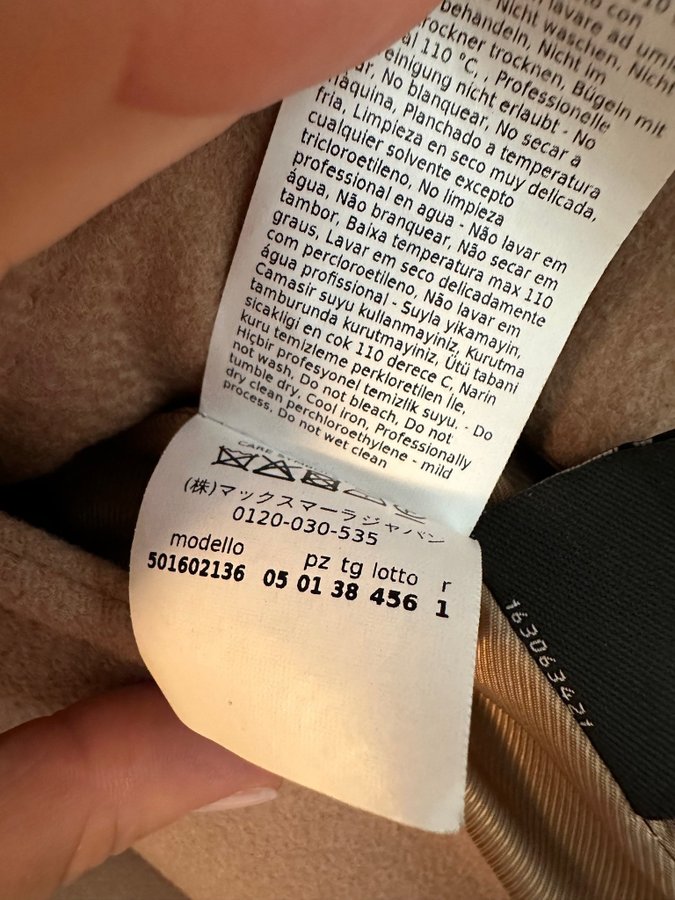 lotto con
lavare ad umi
Nicht waschen, Nicht
behandeln, Nicht im
rockner trocknen, Bügeln mit
al 110 °C, , Professionelle
einigung nicht erlaubt - No
ar, No blanquear, No secar a
máquina, Planchado a temperatura
fría, Limpieza en seco muy delicada,
cualquier solvente excepto
tricloroetileno, No limpieza
professional en agua - Não lavar em
água, Não branquear, Não secar em
tambor, Baixa temperatura max 110
graus, Lavar em seco delicadamente
com percloroetileno, Não lavar em
água profissional - Suyla yikamayin,
Camasir suyu kullanmayiniz, Kurutma
tamburunda kurutmayiniz, Ütü tabani
sicakligi en cok 110 derece C, Narin
kuru temizleme perkloretilen İle,
Hiçbir profesyonel temizlik suyu. - Do
not wash, Do not bleach, Do not
tumble dry, Cool iron, Professionally
dry clean perchloroethylene - mild
process, Do not wet clean
(株)マックスマーラジャパン
0120-030-535
modello pz tg lotto r
501602136 05 01 38 456 1
163063421